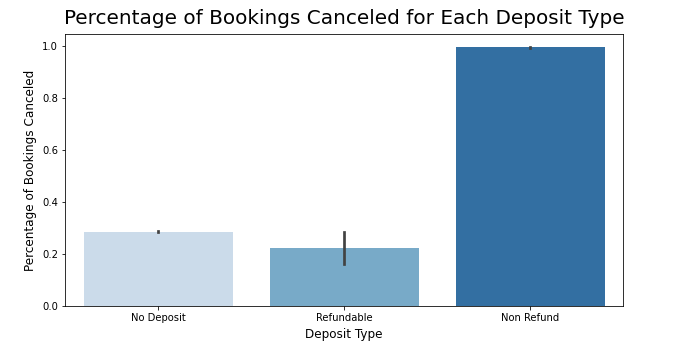 Percentage of Bookings Canceled for Each Deposit Type
Percentage of Bookings Canceled
1.0
0.8
0.6
0.4
0.2
0.0
No Deposit
Refundable
Non Refund
Deposit Type